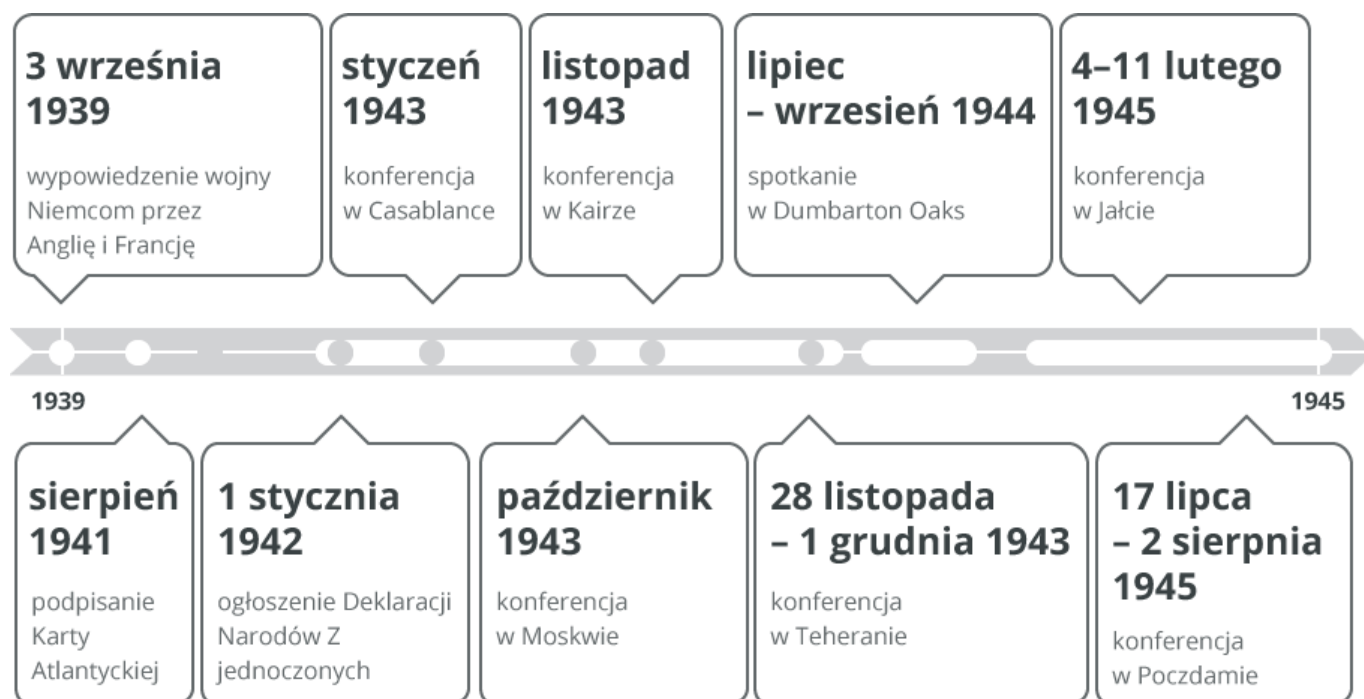 3 września
1939
wypowiedzenie wojny
Niemcom przez
Anglię i Francję
styczeń
1943
konferencja
w Casablance
listopad
1943
konferencja
w Kairze
lipiec
– wrzesień 1944
spotkanie
w Dumbarton Oaks
4–11 lutego
1945
konferencja
w Jałcie
1939
1945
sierpień
1941
podpisanie
Karty
Atlantyckiej
1 stycznia
1942
ogłoszenie Deklaracji
Narodów Z
jednoczonych
październik
1943
konferencja
w Moskwie
28 listopada
– 1 grudnia 1943
konferencja
w Teheranie
17 lipca
– 2 sierpnia
1945
konferencja
w Poczdamie